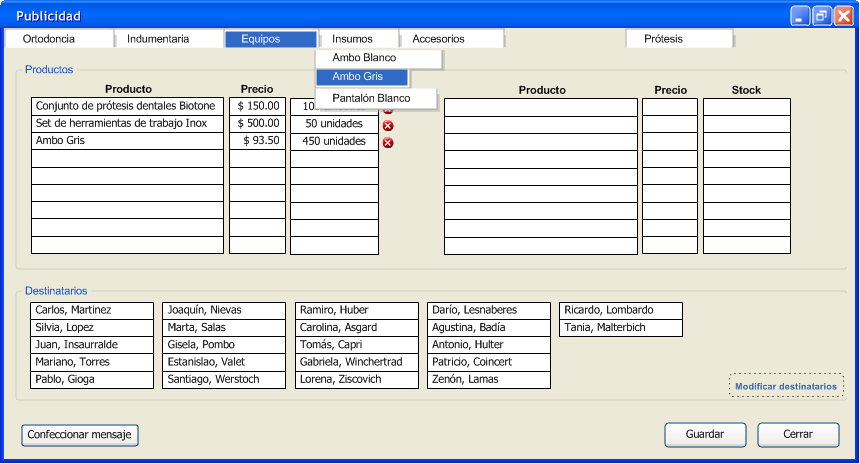 Publicidad
Ortodoncia Indumentaria Equipos Insumos Accesorios Prótesis
Ambo Blanco
Ambo Gris
Pantalón Blanco
Productos
Producto Precio Producto Precio Stock
Conjunto de prótesis dentales Biotone $ 150.00
Set de herramientas de trabajo Inox $ 500.00 50 unidades
Ambo Gris $ 93.50 450 unidades
Destinatarios
Carlos, Martinez Joaquín, Nievas Ramiro, Huber Darío, Lesnaberes Ricardo, Lombardo
Silvia, Lopez Marta, Salas Carolina, Asgard Agustina, Badía Tania, Malterbich
Juan, Insaurralde Gisela, Pombo Tomás, Capri Antonio, Hulter
Mariano, Torres Estanislao, Valet Gabriela, Winchertrad Patricio, Coincert
Pablo, Gioga Santiago, Werstoch Lorena, Ziscovich Zenón, Lamas
Modificar destinatarios
Confeccionar mensaje Guardar Cerrar